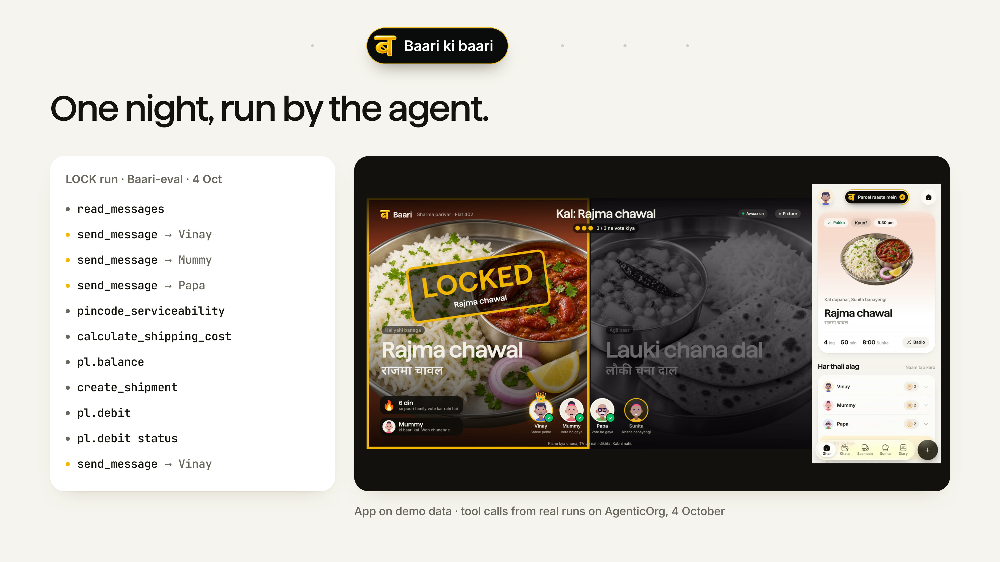 ब Baari ki baari
One night, run by the agent.
LOCK run · Baari-eval · 4 Oct
read_messages
send_message → Vinay
send_message → Mummy
send_message → Papa
pincode_serviceability
calculate_shipping_cost
pl.balance
create_shipment
pl.debit
pl.debit status
send_message → Vinay
ब Baari Sharma parivar · Flat 402
Kal: Rajma chawal
3 / 3 ne vote kiya
Awaaz on
Fixture
LOCKED
Rajma chawal
Kal yahi banega
Rajma chawal
राजमा चावल
Agli baar
Lauki chana dal
लौकी चना दाल
6 din
se poori family vote kar rahi hai
Mummy
ki baari kal. Woh chunenge.
Vinay
Sabse pehle
Mummy
Vote ho gaya
Papa
Vote ho gaya
Sunita
Khana banayengi
Kisne kya chuna, TV pe nahi dikhta. Kabhi nahi.
ब Parcel raaste mein 4
Pakka
Kyun?
9:30 pm
Kal dopahar, Sunita banayengi
Rajma chawal
राजमा चावल
4 log 50 min 8:00 Sunita
Badlo
Har thali alag
Naam tap karo
Vinay 2
Mummy 2
Papa 2
Ghar
Khata
Saamaan
Sunita
Diary
App on demo data · tool calls from real runs on AgenticOrg, 4 October